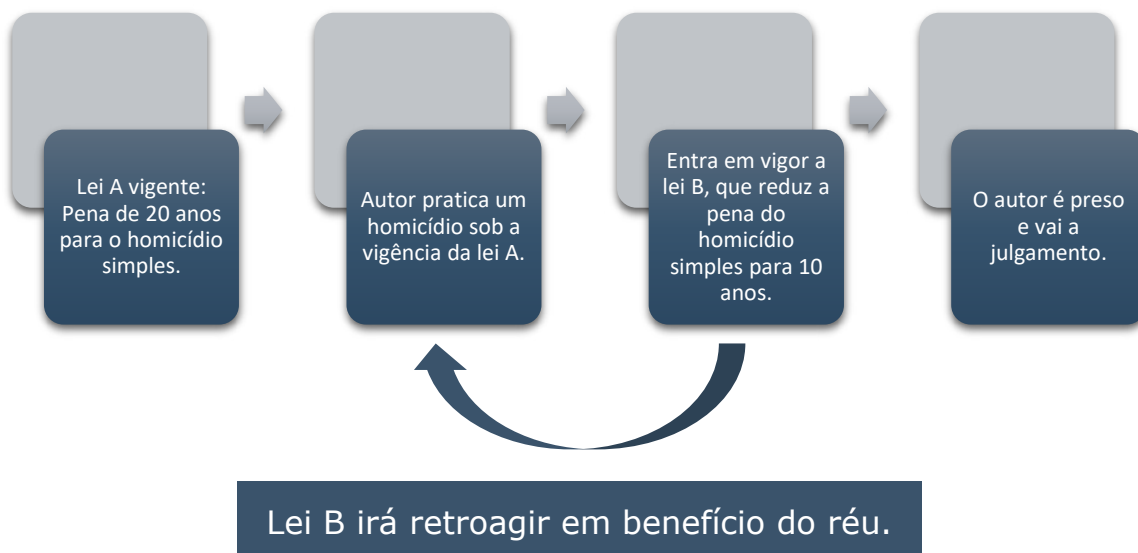 Lei A vigente:
Pena de 20 anos
para o homicídio
simples.
Autor pratica um
homicídio sob a
vigência da lei A.
Entra em vigor a
lei B, que reduz a
pena do
homicídio
simples para 10
anos.
O autor é preso
e vai a
julgamento.
Lei B irá retroagir em benefício do réu.